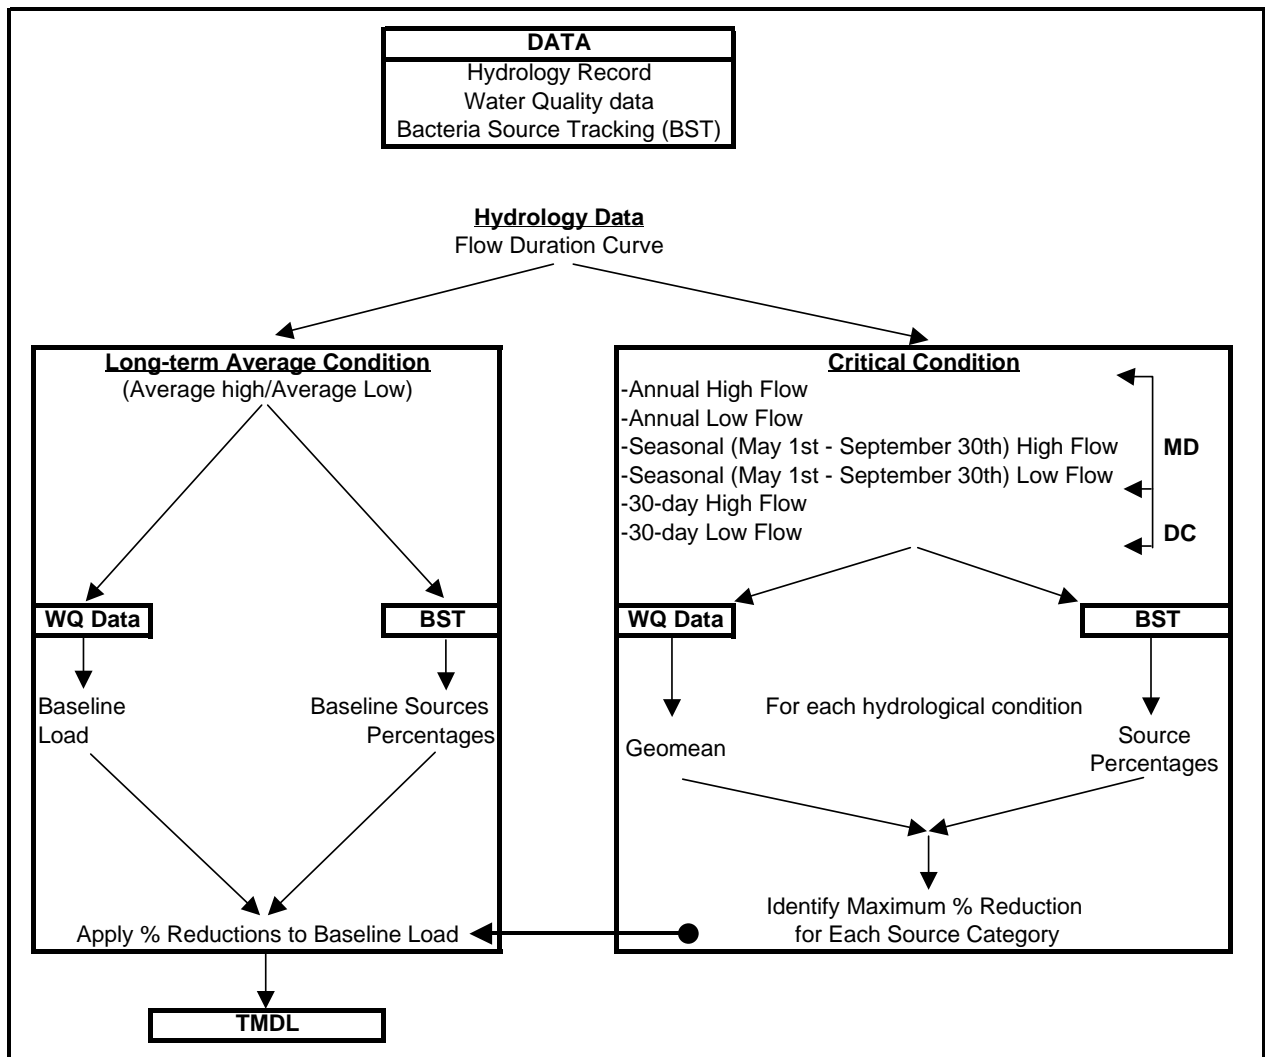 DATA
Hydrology Record
Water Quality data
Bacteria Source Tracking (BST)
Hydrology Data
Flow Duration Curve
Long-term Average Condition
(Average high/Average Low)
WQ Data
BST
Baseline
Load
Baseline Sources
Percentages
Apply % Reductions to Baseline Load
TMDL
Critical Condition
-Annual High Flow
-Annual Low Flow
-Seasonal (May 1st - September 30th) High Flow
-Seasonal (May 1st - September 30th) Low Flow
-30-day High Flow
-30-day Low Flow
MD
DC
WQ Data
BST
For each hydrological condition
Geomean
Source
Percentages
Identify Maximum % Reduction
for Each Source Category